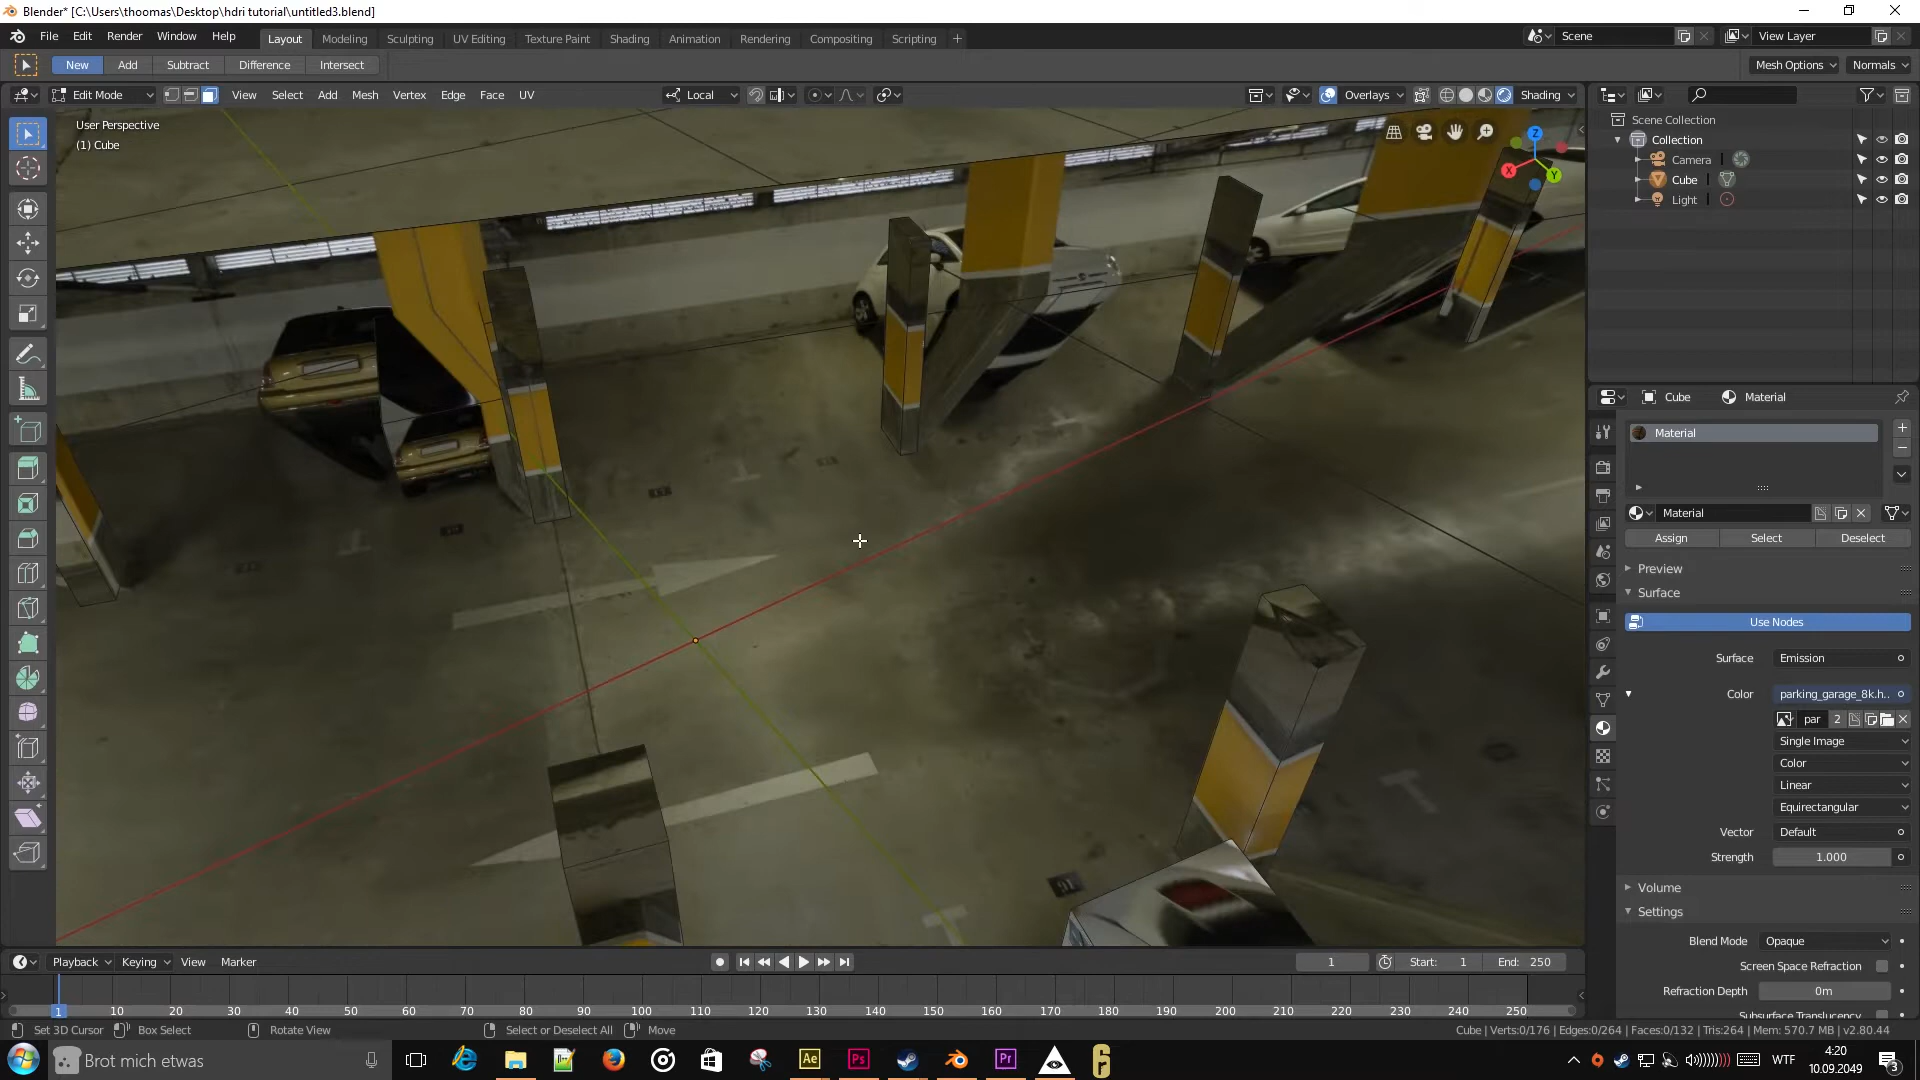 Blender* [C:\Users\thoomas\Desktop\hdri tutorial\untitled3.blend]
File Edit Render Window Help Layout Modeling Sculpting UV Editing Texture Paint Shading Animation Rendering Compositing Scripting + Scene View Layer
New Add Subtract Difference Intersect Mesh Options Normals
Edit Mode View Select Add Mesh Vertex Edge Face UV Local Overlays Shading
User Perspective
(1) Cube
Z
X
Y
Scene Collection
Collection
Camera
Cube
Light
Cube Material
Material
Material
Assign Select Deselect
Preview
Surface
Use Nodes
Surface Emission
Color parking_garage_8k.h..
par 2
Single Image
Color
Linear
Equirectangular
Vector Default
Strength 1.000
Volume
Settings
Blend Mode Opaque
Screen Space Refraction
Refraction Depth 0m
Subsurface Translucency
Playback Keying View Marker 1 Start: 1 End: 250
1 10 20 30 40 50 60 70 80 90 100 110 120 130 140 150 160 170 180 190 200 210 220 230 240 250
Set 3D Cursor Box Select Rotate View Select or Deselect All Move Cube | Verts:0/176 | Edges:0/264 | Faces:0/132 | Tris:264 | Mem: 570.7 MB | v2.80.44
Brot mich etwas Ae Ps Pr WTF 4:20
10.09.2049 3